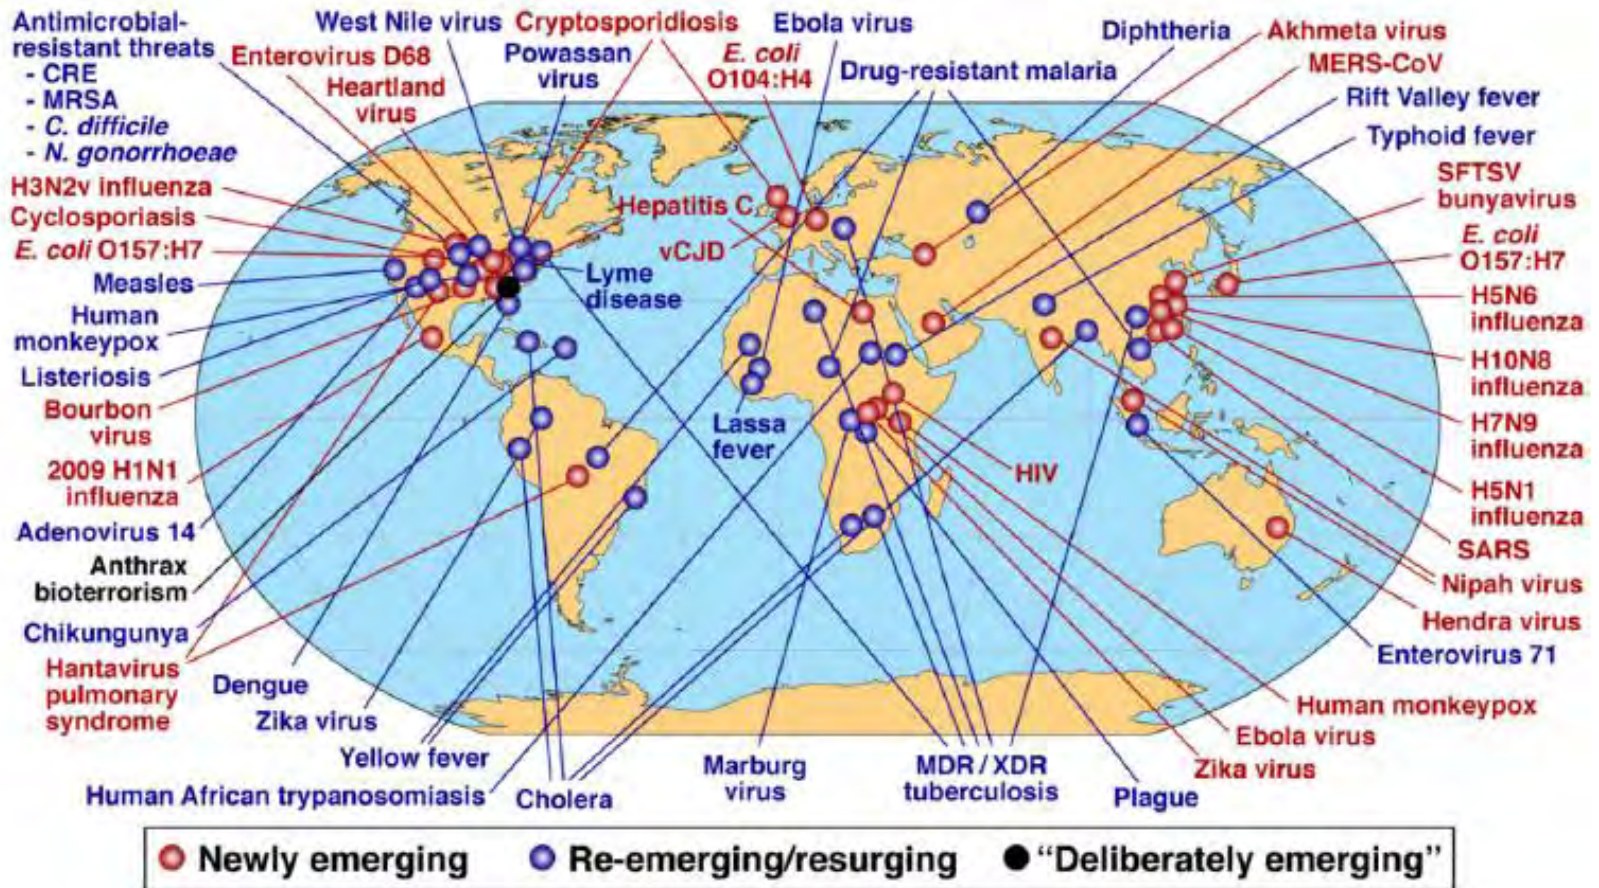 Antimicrobial-
resistant threats
- CRE
- MRSA
- C. difficile
- N. gonorrhoeae
West Nile virus
Cryptosporidiosis
Ebola virus
Diphtheria
Akhmeta virus
Enterovirus D68
Powassan
virus
E. coli
O104:H4
Drug-resistant malaria
MERS-CoV
Heartland
virus
Rift Valley fever
Typhoid fever
H3N2v influenza
Cyclosporiasis
E. coli O157:H7
Measles
Human
monkeypox
Listeriosis
Bourbon
virus
2009 H1N1
influenza
Adenovirus 14
Anthrax
bioterrorism
Chikungunya
Hantavirus
pulmonary
syndrome
Dengue
Zika virus
Yellow fever
Human African trypanosomiasis
Cholera
Hepatitis C
vCJD
Lyme
disease
Lassa
fever
HIV
Marburg
virus
MDR/XDR
tuberculosis
Plague
SFTSV
bunyavirus
E. coli
O157:H7
H5N6
influenza
H10N8
influenza
H7N9
influenza
H5N1
influenza
SARS
Nipah virus
Hendra virus
Enterovirus 71
Human monkeypox
Ebola virus
Zika virus
Newly emerging
Re-emerging/resurging
“Deliberately emerging”